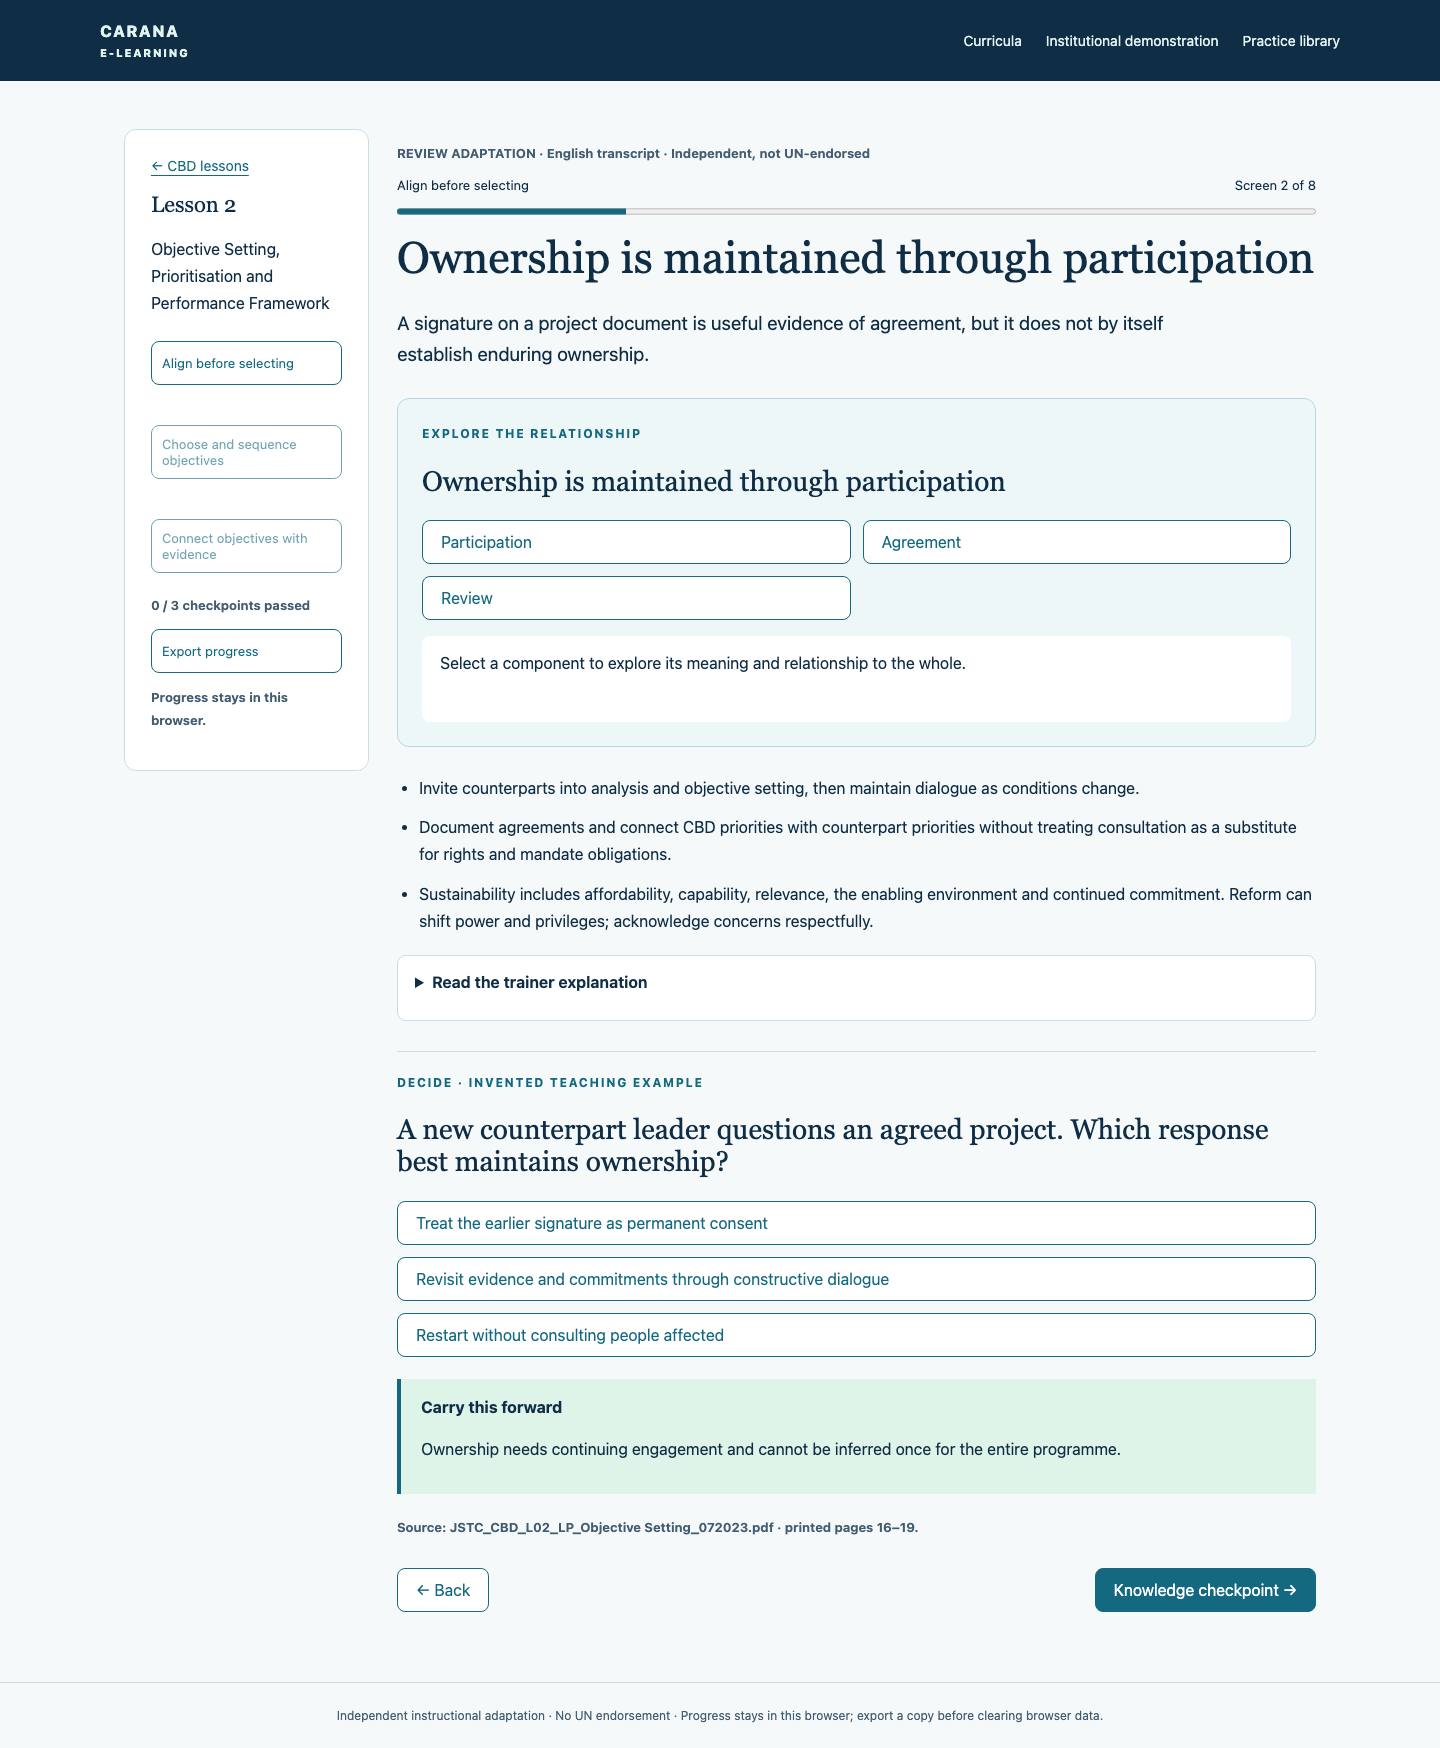 CARANA
E-LEARNING
Curricula
Institutional demonstration
Practice library
← CBD lessons
Lesson 2
Objective Setting,
Prioritisation and
Performance Framework
Align before selecting
Choose and sequence
objectives
Connect objectives with
evidence
0 / 3 checkpoints passed
Export progress
Progress stays in this
browser.
REVIEW ADAPTATION · English transcript · Independent, not UN-endorsed
Align before selecting
Screen 2 of 8
Ownership is maintained through participation
A signature on a project document is useful evidence of agreement, but it does not by itself
establish enduring ownership.
EXPLORE THE RELATIONSHIP
Ownership is maintained through participation
Participation
Agreement
Review
Select a component to explore its meaning and relationship to the whole.
• Invite counterparts into analysis and objective setting, then maintain dialogue as conditions change.
• Document agreements and connect CBD priorities with counterpart priorities without treating consultation as a substitute
for rights and mandate obligations.
• Sustainability includes affordability, capability, relevance, the enabling environment and continued commitment. Reform can
shift power and privileges; acknowledge concerns respectfully.
▶ Read the trainer explanation
DECIDE · INVENTED TEACHING EXAMPLE
A new counterpart leader questions an agreed project. Which response
best maintains ownership?
Treat the earlier signature as permanent consent
Revisit evidence and commitments through constructive dialogue
Restart without consulting people affected
Carry this forward
Ownership needs continuing engagement and cannot be inferred once for the entire programme.
Source: JSTC_CBD_L02_LP_Objective Setting_072023.pdf · printed pages 16–19.
← Back
Knowledge checkpoint →
Independent instructional adaptation · No UN endorsement · Progress stays in this browser; export a copy before clearing browser data.